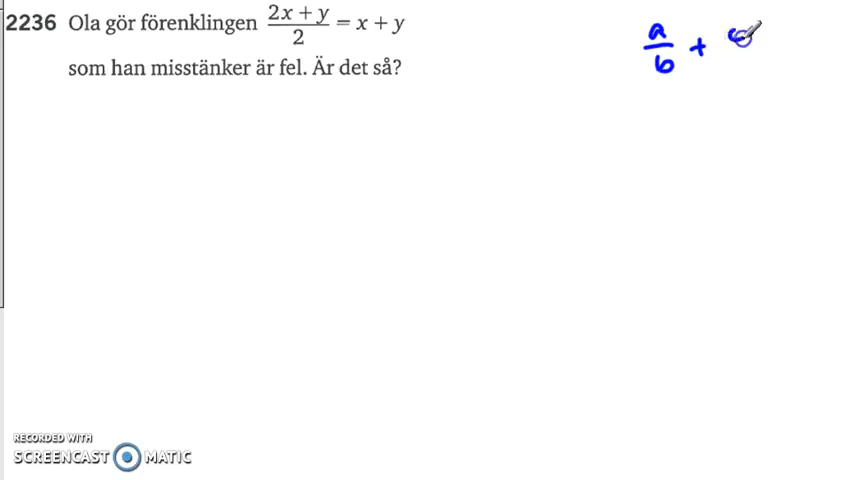 2236 Ola gör förenklingen (2x + y)/2 = x + y
som han misstänker är fel. Är det så?
a/b +
RECORDED WITH
SCREENCAST MATIC